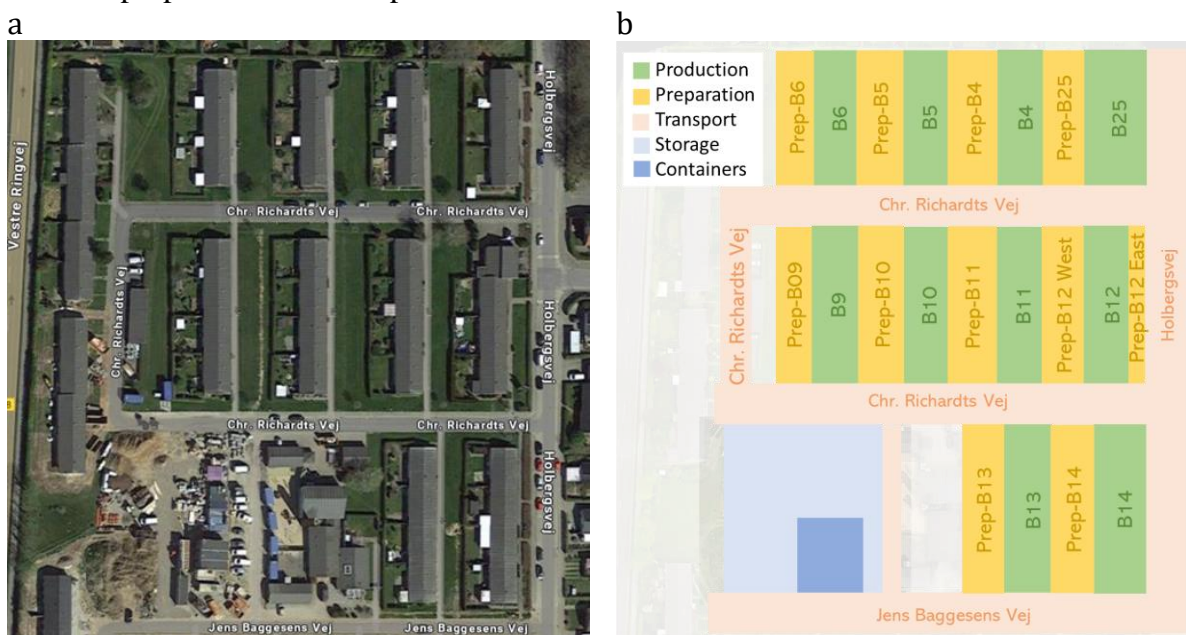 a
b
Vestre Ringvej
Holbergsvej
Chr. Richardts Vej
Chr. Richardts Vej
Chr. Richardts Vej
Holbergsvej
Chr. Richardts Vej
Chr. Richardts Vej
Holbergsvej
Jens Baggesens Vej
Jens Baggesens Vej
Production
Preparation
Transport
Storage
Containers
Prep-B6
B6
Prep-B5
B5
Prep-B4
B4
Prep-B25
B25
Chr. Richardts Vej
Chr. Richardts Vej
Prep-B09
B9
Prep-B10
B10
Prep-B11
B11
Prep-B12 West
B12
Prep-B12 East
Holbergsvej
Chr. Richardts Vej
Prep-B13
B13
Prep-B14
B14
Jens Baggesens Vej